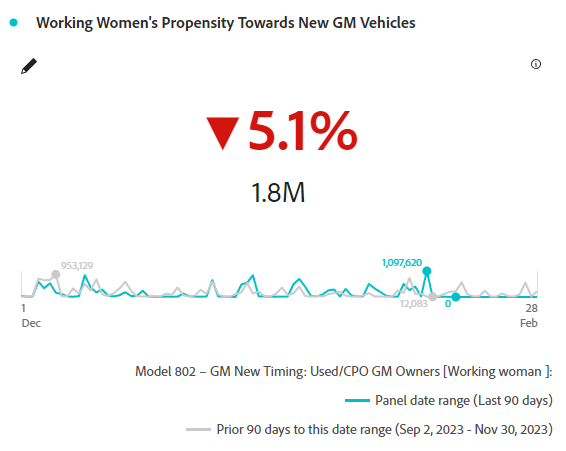 Working Women's Propensity Towards New GM Vehicles
▼5.1%
1.8M
953,129
1,097,620
12,083
0
1
Dec
28
Feb
Model 802 – GM New Timing: Used/CPO GM Owners [Working woman ]:
Panel date range (Last 90 days)
Prior 90 days to this date range (Sep 2, 2023 - Nov 30, 2023)